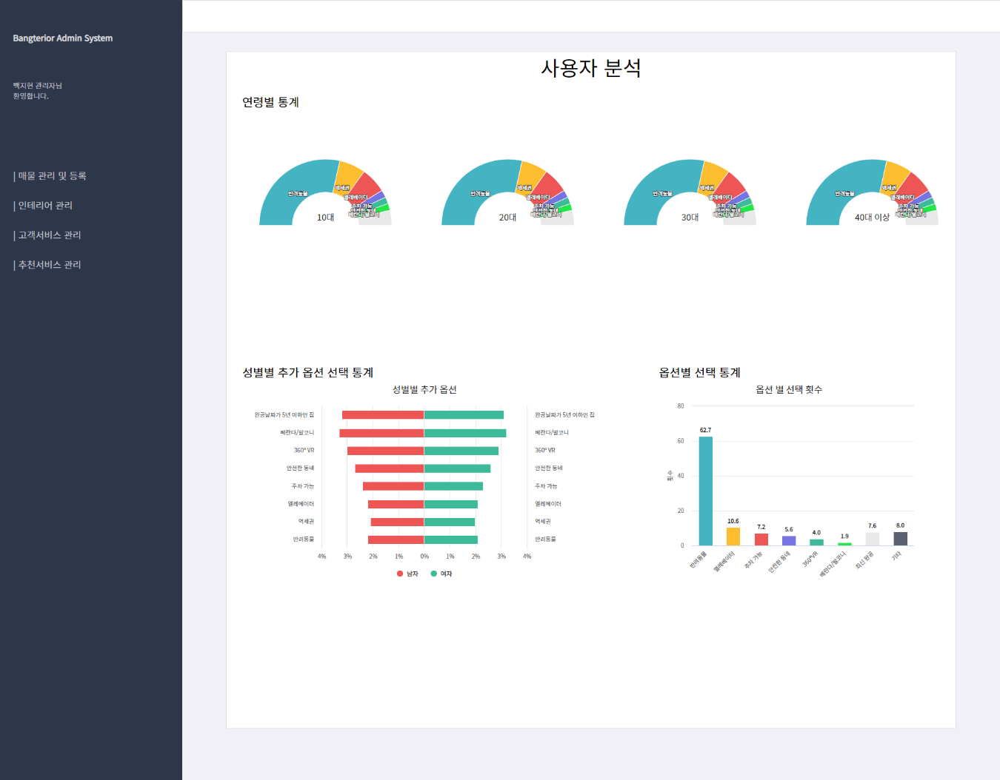 Bangterior Admin System
백지현 관리자님
환영합니다.
| 매물 관리 및 등록
| 인테리어 관리
| 고객서비스 관리
| 추천서비스 관리
사용자 분석
연령별 통계
반려동물
역세권
엘레베이터
주차 가능
안전한 동네
베란다/발코니
10대
반려동물
역세권
엘레베이터
주차 가능
안전한 동네
베란다/발코니
20대
반려동물
역세권
엘레베이터
주차 가능
안전한 동네
베란다/발코니
30대
반려동물
역세권
엘레베이터
주차 가능
안전한 동네
베란다/발코니
40대 이상
성별별 추가 옵션 선택 통계
성별별 추가 옵션
완공날짜가 5년 이하인 집 완공날짜가 5년 이하인 집
베란다/발코니 베란다/발코니
360º VR 360º VR
안전한 동네 안전한 동네
주차 가능 주차 가능
엘레베이터 엘레베이터
역세권 역세권
반려동물 반려동물
4% 3% 2% 1% 0% 1% 2% 3% 4%
남자 여자
옵션별 선택 통계
옵션 별 선택 횟수
횟수
80
60
40
20
0
62.7 10.6 7.2 5.6 4.0 1.9 7.6 8.0
반려동물 엘레베이터 주차 가능 안전한 동네 360ºVR 베란다/발코니 최신 완공 기타